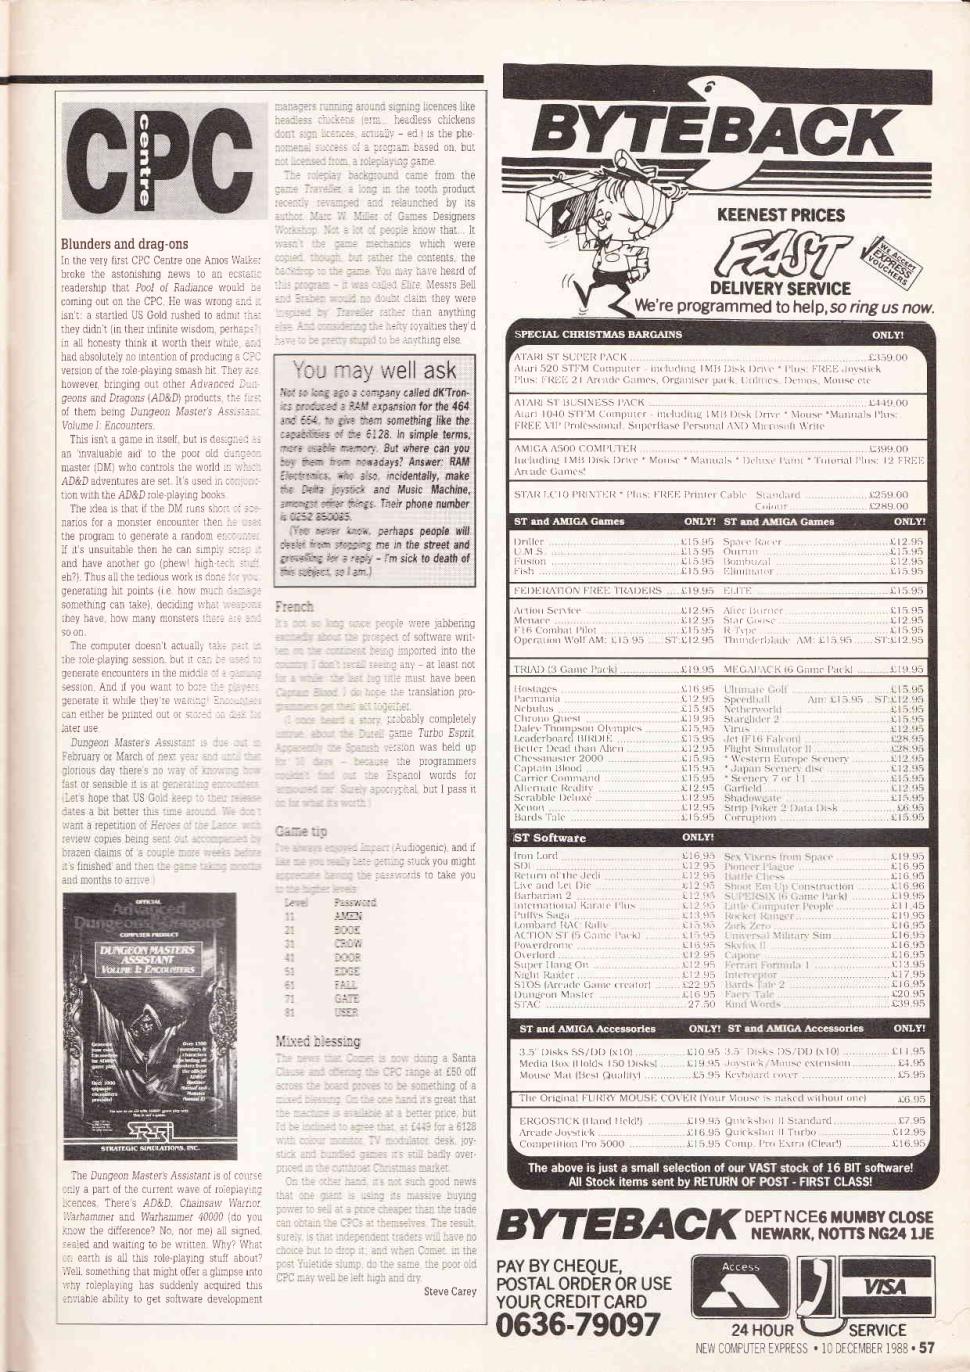 CPC
centre
Blunders and drag-ons
In the very first CPC Centre one Amos Walker
broke the astonishing news to an ecstatic
readership that Pool of Radiance would be
coming out on the CPC. He was wrong and it
isn't: a startled US Gold rushed to admit that
they didn't (in their infinite wisdom, perhaps?)
in all honesty think it worth their while, and
had absolutely no intention of producing a CPC
version of the role-playing smash hit. They are,
however, bringing out other Advanced Dun-
geons and Dragons (AD&D) products, the first
of them being Dungeon Master's Assistant,
Volume I: Encounters.
This isn't a game in itself, but is designed as
an 'invaluable aid' to the poor old dungeon
master (DM) who controls the world in which
AD&D adventures are set. It's used in conjunc-
tion with the AD&D role-playing books.
The idea is that if the DM runs short of sce-
narios for a monster encounter then he uses
the program to generate a random encounter.
If it's unsuitable then he can simply scrap it
and have another go (phew! high-tech stuff,
eh?). Thus all the tedious work is done for you:
generating hit points (i.e. how much damage
something can take), deciding what weapons
they have, how many monsters there are and
so on.
The computer doesn't actually take part in
the role-playing session, but it can be used to
generate encounters in the middle of a gaming
session. And if you want to bore the players,
generate it while they're waiting! Encounters
can either be printed out or stored on disk for
later use.
Dungeon Master's Assistant is due out in
February or March of next year and until that
glorious day there's no way of knowing how
fast or sensible it is at generating encounters.
(Let's hope that US Gold keep to their release
dates a bit better this time around. We don't
want a repetition of Heroes of the Lance, with
review copies being sent out accompanied by
brazen claims of 'a couple more weeks before
it's finished' and then the game taking months
and months to arrive.)
OFFICIAL
Advanced
Dungeons & Dragons
COMPUTER PRODUCT
DUNGEON MASTERS
ASSISTANT
VOLUME I: ENCOUNTERS
SSI
STRATEGIC SIMULATIONS, INC.
The Dungeon Master's Assistant is of course
only a part of the current wave of roleplaying
licences. There's AD&D, Chainsaw Warrior,
Warhammer and Warhammer 40000 (do you
know the difference? No, nor me) all signed,
sealed and waiting to be written. Why? What
on earth is all this role-playing stuff about?
Well, something that might offer a glimpse into
why roleplaying has suddenly acquired this
enviable ability to get software development
managers running around signing licences like
headless chickens (erm... headless chickens
don't sign licences, actually – ed.) is the phe-
nomenal success of a program based on, but
not licensed from, a roleplaying game.
The roleplay background came from the
game Traveller, a long in the tooth product
recently revamped and relaunched by its
author, Marc W. Miller of Games Designers
Workshop. Not a lot of people know that... It
wasn't the game mechanics which were
copied, though, but rather the contents, the
backdrop to the game. You may have heard of
this program – it was called Elite. Messrs Bell
and Braben would no doubt claim they were
inspired by Traveller rather than anything
else. And considering the hefty royalties they'd
have to be pretty stupid to be anything else.
You may well ask
Not so long ago a company called dK'Tron-
ics produced a RAM expansion for the 464
and 664, to give them something like the
capabilities of the 6128. In simple terms,
more usable memory. But where can you
buy them from nowadays? Answer: RAM
Electronics, who also, incidentally, make
the Delta joystick and Music Machine,
amongst other things. Their phone number
is 0252 850085.
(You never know, perhaps people will
desist from stopping me in the street and
grovelling for a reply – I'm sick to death of
this subject, so I am.)
French
It's not so long since people were jabbering
excitedly about the prospect of software writ-
ten on the continent being imported into the
country. I don't recall seeing any – at least not
for a while: the last big title must have been
Captain Blood. I do hope the translation pro-
grammers get their act together.
(I once heard a story, probably completely
untrue, about the Durell game Turbo Esprit.
Apparently the Spanish version was held up
for 10 days – because the programmers
couldn't find out the Espanol words for
armoured car. Surely apocryphal, but I pass it
on for what it's worth.)
Game tip
I've always enjoyed Impact (Audiogenic), and if
like me you really hate getting stuck you might
appreciate having the passwords to take you
to the higher levels:
Level Password
11 AMEN
21 BOOK
31 CROW
41 DOOR
51 EDGE
61 FALL
71 GATE
81 USER
Mixed blessing
The news that Comet is now doing a Santa
Clause and offering the CPC range at £50 off
across the board proves to be something of a
mixed blessing. On the one hand it's great that
the machine is available at a better price, but
I'd be inclined to agree that, at £449 for a 6128
with colour monitor, TV modulator, desk, joy-
stick and bundled games it's still badly over-
priced in the cutthroat Christmas market.
On the other hand, it's not such good news
that one giant is using its massive buying
power to sell at a price cheaper than the trade
can obtain the CPCs at themselves. The result,
surely, is that independent traders will have no
choice but to drop it; and when Comet, in the
post Yuletide slump, do the same, the poor old
CPC may well be left high and dry.
Steve Carey
BYTEBACK
KEENEST PRICES
FAST
DELIVERY SERVICE
WE ACCEPT
EXPRESS
VOUCHERS
We're programmed to help, so ring us now.
SPECIAL CHRISTMAS BARGAINS ONLY!
ATARI ST SUPER PACK £359.00
Atari 520 STFM Computer - including 1MB Disk Drive * Plus: FREE Joystick
Plus: FREE 21 Arcade Games, Organiser pack, Utilities, Demos, Mouse etc
ATARI ST BUSINESS PACK £449.00
Atari 1040 STFM Computer - including 1MB Disk Drive * Mouse *Manuals Plus:
FREE VIP Professional, SuperBase Personal AND Microsoft Write
AMIGA A500 COMPUTER £399.00
Including 1MB Disk Drive * Mouse * Manuals * Deluxe Paint * Tutorial Plus: 12 FREE
Arcade Games!
STAR LC10 PRINTER * Plus: FREE Printer Cable Standard £259.00
Colour £289.00
ST and AMIGA Games ONLY! ST and AMIGA Games ONLY!
Driller £15.95 Space Racer £12.95
U.M.S. £15.95 Outrun £15.95
Fusion £15.95 Bombuzal £12.95
Fish £15.95 Eliminator £15.95
FEDERATION FREE TRADERS £19.95 ELITE £15.95
Action Service £12.95 After Burner £15.95
Menace £12.95 Star Goose £12.95
F16 Combat Pilot £15.95 R-Type £15.95
Operation Wolf AM: £15.95 ST:£12.95 Thunderblade AM: £15.95 ST:£12.95
TRIAD (3 Game Pack) £19.95 MEGAPACK (6 Game Pack) £19.95
Hostages £16.95 Ultimate Golf £15.95
Pacmania £12.95 Speedball Am: £15.95 ST:£12.95
Nebulus £15.95 Netherworld £15.95
Chrono Quest £19.95 Starglider 2 £15.95
Daley Thompson Olympics £15.95 Virus £12.95
Leaderboard BIRDIE £15.95 Jet (F16 Falcon) £28.95
Better Dead than Alien £12.95 Flight Simulator II £28.95
Chessmaster 2000 £15.95 * Western Europe Scenery £12.95
Captain Blood £15.95 * Japan Scenery disc £12.95
Carrier Command £15.95 * Scenery 7 or 11 £15.95
Alternate Reality £12.95 Garfield £12.95
Scrabble Deluxe £12.95 Shadowgate £15.95
Xenon £12.95 Strip Poker 2 Data Disk £6.95
Bards Tale £15.95 Corruption £15.95
ST Software ONLY!
Iron Lord £16.95 Sex Vixens from Space £19.95
SDI £12.95 Pioneer Plague £16.95
Return of the Jedi £12.95 Battle Chess £16.95
Live and Let Die £12.95 Shoot Em Up Construction £16.96
Barbarian 2 £12.95 SUPERSIX (6 Game Pack) £19.95
International Karate Plus £12.95 Little Computer People £11.45
Puffys Saga £13.95 Rocket Ranger £19.95
Lombard RAC Rally £15.95 Zork Zero £16.95
ACTION ST (5 Game Pack) £15.95 Universal Military Sim £16.95
Powerdrome £16.95 Skyfox II £16.95
Overlord £12.95 Capone £16.95
Super Hang On £12.95 Ferrari Formula 1 £13.95
Night Raider £12.95 Interceptor £17.95
STOS (Arcade Game creator) £22.95 Bards Tale 2 £16.95
Dungeon Master £16.95 Faery Tale £20.95
STAC 27.50 Kind Words £39.95
ST and AMIGA Accessories ONLY! ST and AMIGA Accessories ONLY!
3.5" Disks SS/DD (x10) £10.95 3.5" Disks DS/DD (x10) £11.95
Media Box (Holds 150 Disks) £19.95 Joystick/Mouse extension £4.95
Mouse Mat (Best Quality) £5.95 Keyboard cover £5.95
The Original FURRY MOUSE COVER (Your Mouse is naked without one) £6.95
ERGOSTICK (Hand Held!) £19.95 Quickshot II Standard £7.95
Arcade Joystick £16.95 Quickshot II Turbo £12.95
Competition Pro 5000 £15.95 Comp. Pro Extra (Clear!) £16.95
The above is just a small selection of our VAST stock of 16 BIT software!
All Stock items sent by RETURN OF POST - FIRST CLASS!
BYTEBACK DEPT NCE6 MUMBY CLOSE
NEWARK, NOTTS NG24 1JE
PAY BY CHEQUE,
POSTAL ORDER OR USE
YOUR CREDIT CARD
0636-79097
Access
VISA
24 HOUR SERVICE
NEW COMPUTER EXPRESS • 10 DECEMBER 1988 • 57